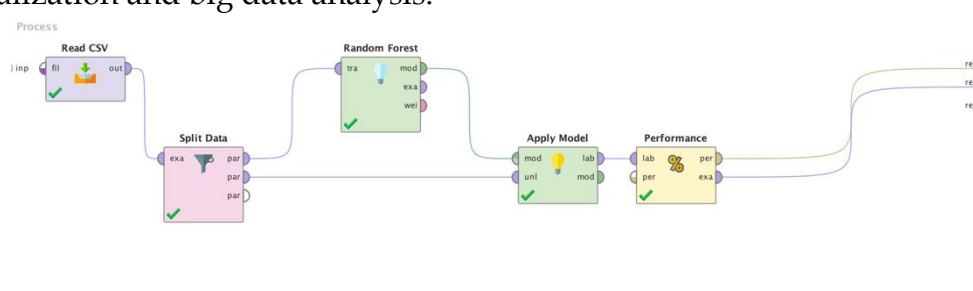 alization and big data analysis.
Process
Read CSV
) inp
fil
out
Split Data
exa
par
par
par
Random Forest
tra
mod
exa
wei
Apply Model
mod
lab
unl
mod
Performance
lab
per
per
exa
re
re
re